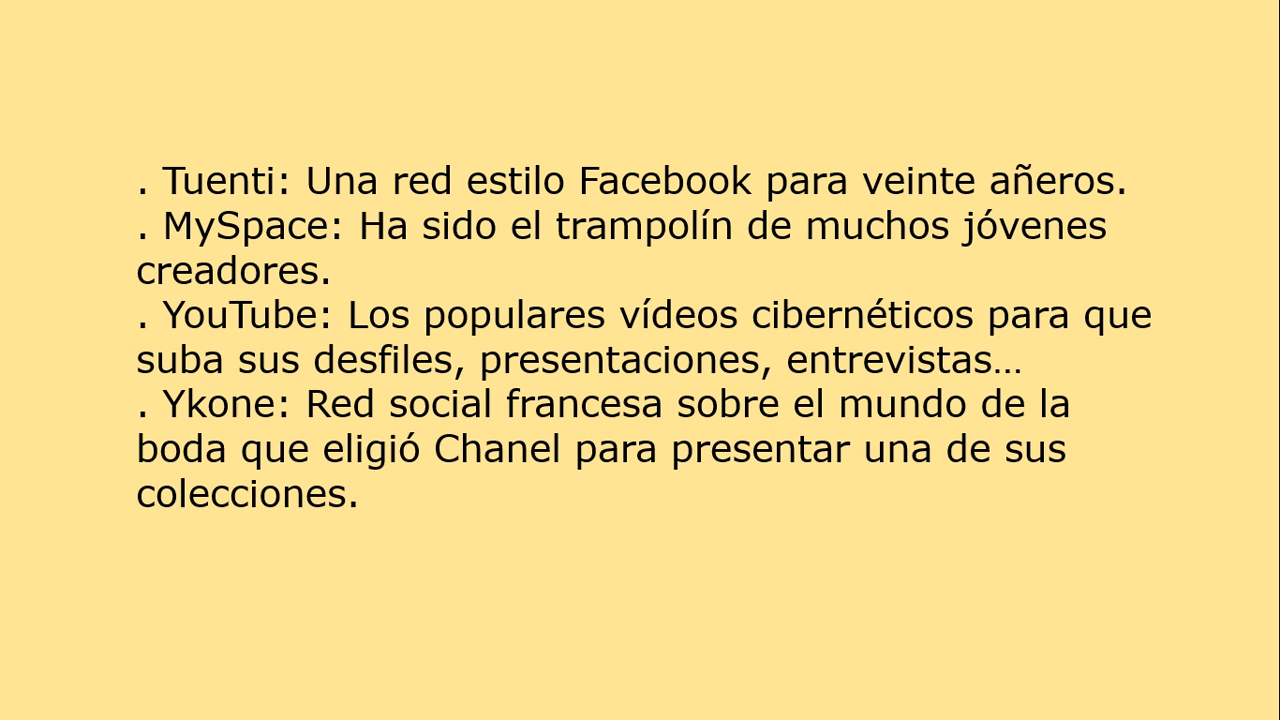 . Tuenti: Una red estilo Facebook para veinte añeros.
. MySpace: Ha sido el trampolín de muchos jóvenes
creadores.
. YouTube: Los populares vídeos cibernéticos para que
suba sus desfiles, presentaciones, entrevistas…
. Ykone: Red social francesa sobre el mundo de la
boda que eligió Chanel para presentar una de sus
colecciones.